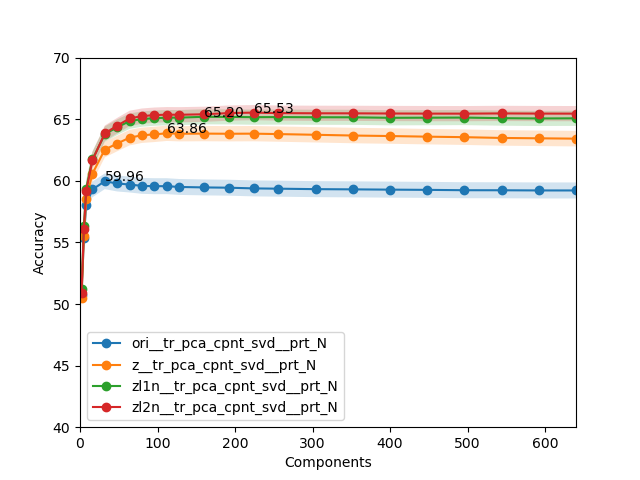 70
65
60
55
50
45
40
Accuracy
65.53
65.20
63.86
59.96
ori__tr_pca_cpnt_svd__prt_N
z__tr_pca_cpnt_svd__prt_N
zl1n__tr_pca_cpnt_svd__prt_N
zl2n__tr_pca_cpnt_svd__prt_N
0 100 200 300 400 500 600
Components